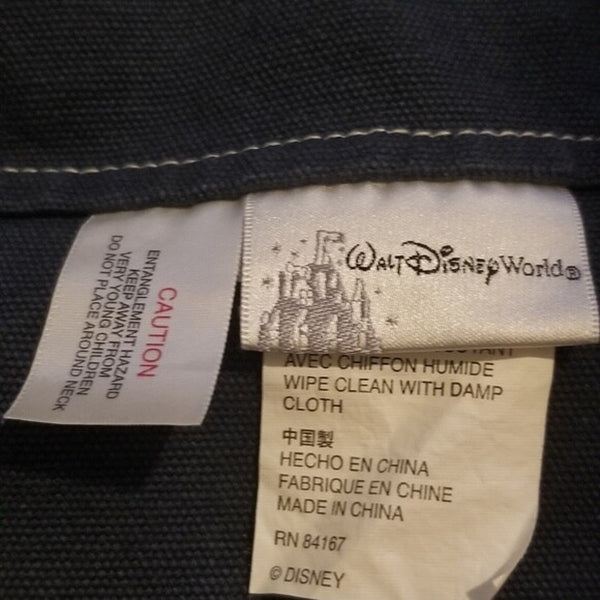 CAUTION
ENTANGLEMENT HAZARD
KEEP AWAY FROM
VERY YOUNG CHILDREN
DO NOT PLACE AROUND NECK
WALT DISNEY World®
AVEC CHIFFON HUMIDE
WIPE CLEAN WITH DAMP
CLOTH
中国製
HECHO EN CHINA
FABRIQUE EN CHINE
MADE IN CHINA
RN 84167
© DISNEY